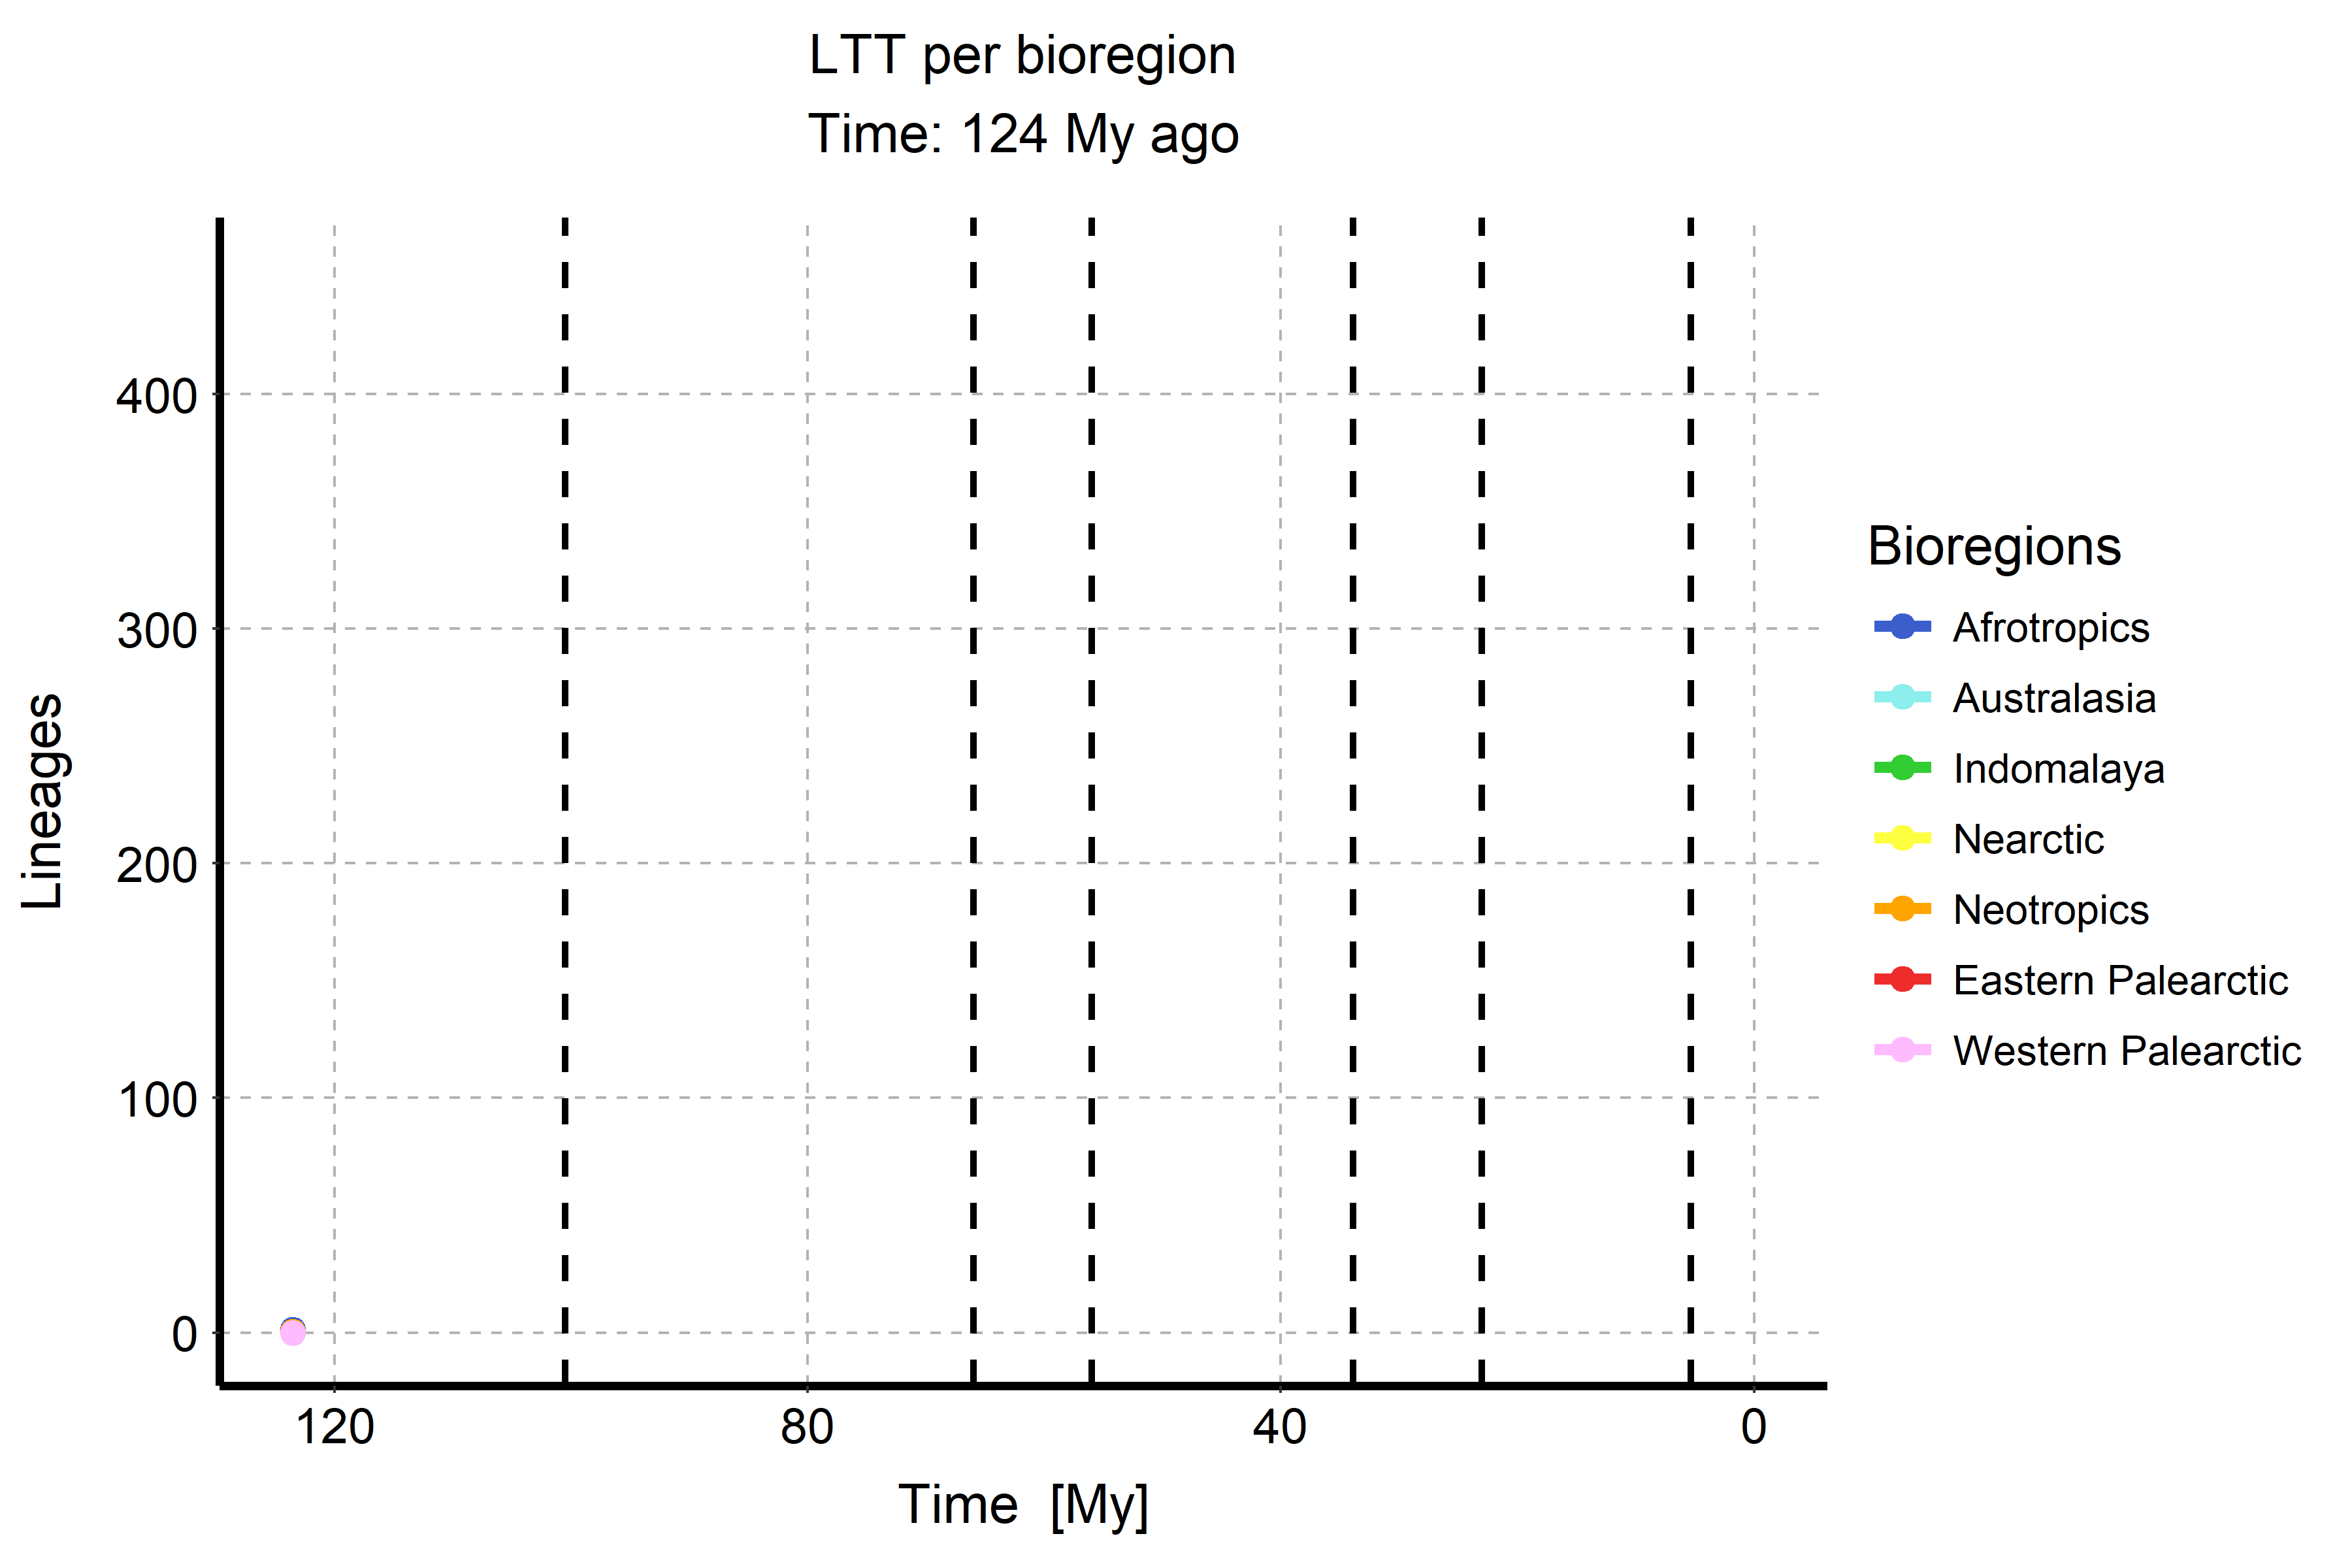 LTT per bioregion
Time: 124 My ago
Lineages
400
300
200
100
0
120
80
40
0
Time [My]
Bioregions
Afrotropics
Australasia
Indomalaya
Nearctic
Neotropics
Eastern Palearctic
Western Palearctic